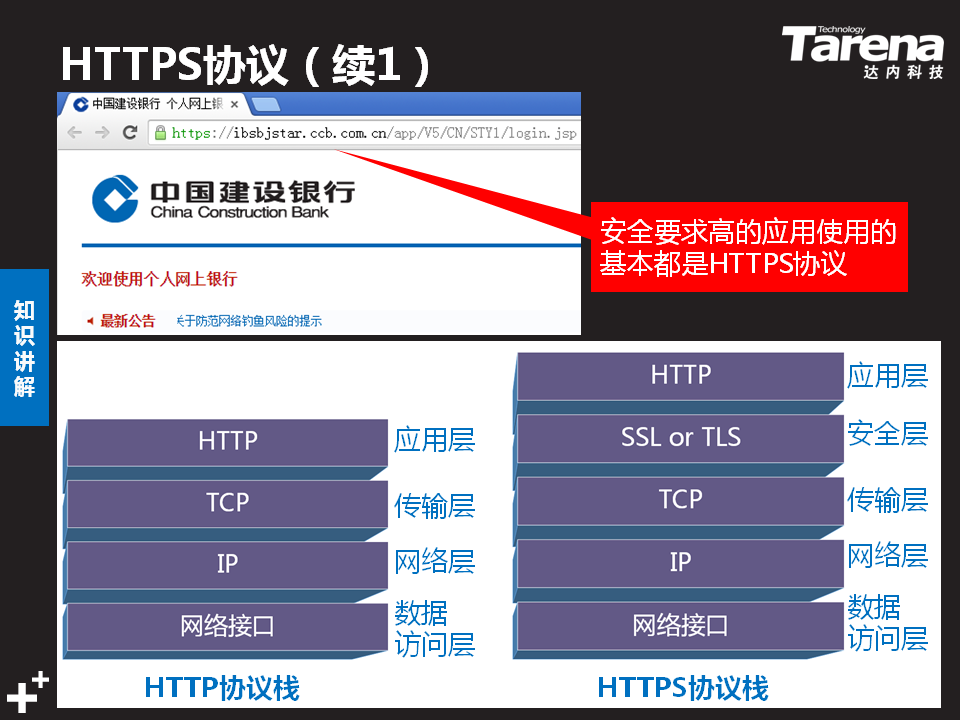 HTTPS协议（续1）
Technology
Tarena
达内科技
中国建设银行 个人网上银
https://ibsbjstar.ccb.com.cn/app/V5/CN/STY1/login.jsp
中国建设银行
China Construction Bank
欢迎使用个人网上银行
最新公告 关于防范网络钓鱼风险的提示
安全要求高的应用使用的
基本都是HTTPS协议
知
识
讲
解
HTTP 应用层
TCP 传输层
IP 网络层
网络接口 数据
访问层
HTTP协议栈
HTTP 应用层
SSL or TLS 安全层
TCP 传输层
IP 网络层
网络接口 数据
访问层
HTTPS协议栈